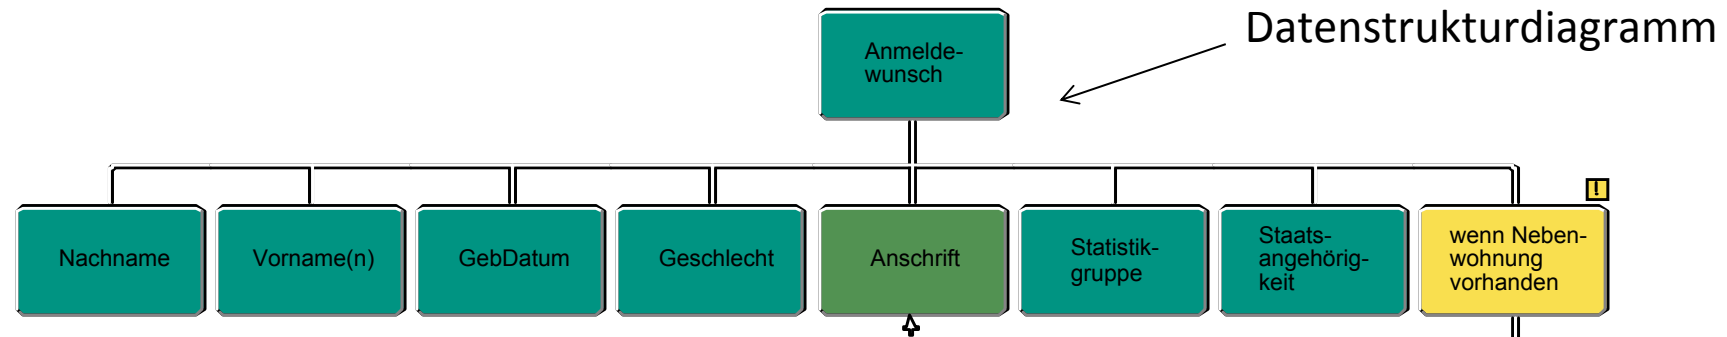 Datenstrukturdiagramm
Anmelde-
wunsch
!
Nachname
Vorname(n)
GebDatum
Geschlecht
Anschrift
Statistik-
gruppe
Staats-
angehörig-
keit
wenn Neben-
wohnung
vorhanden